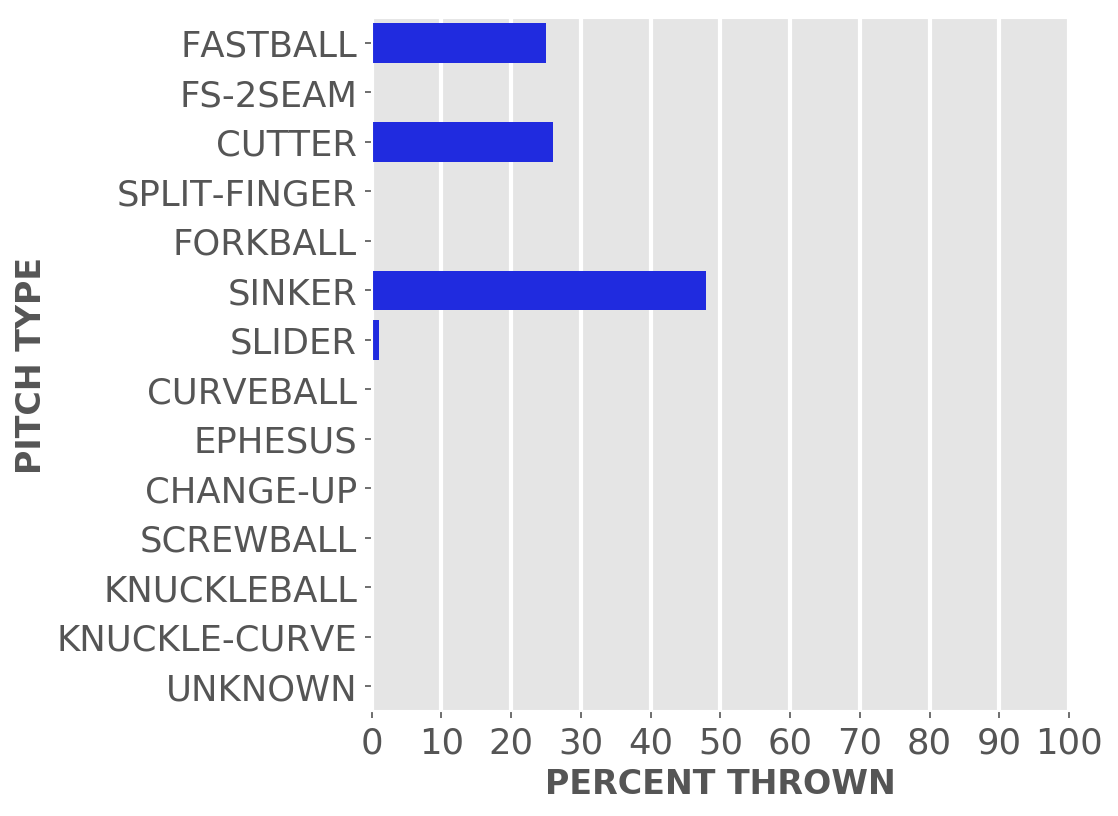 FASTBALL
FS-2SEAM
CUTTER
SPLIT-FINGER
FORKBALL
SINKER
SLIDER
CURVEBALL
EPHESUS
CHANGE-UP
SCREWBALL
KNUCKLEBALL
KNUCKLE-CURVE
UNKNOWN
PITCH TYPE
0 10 20 30 40 50 60 70 80 90 100
PERCENT THROWN